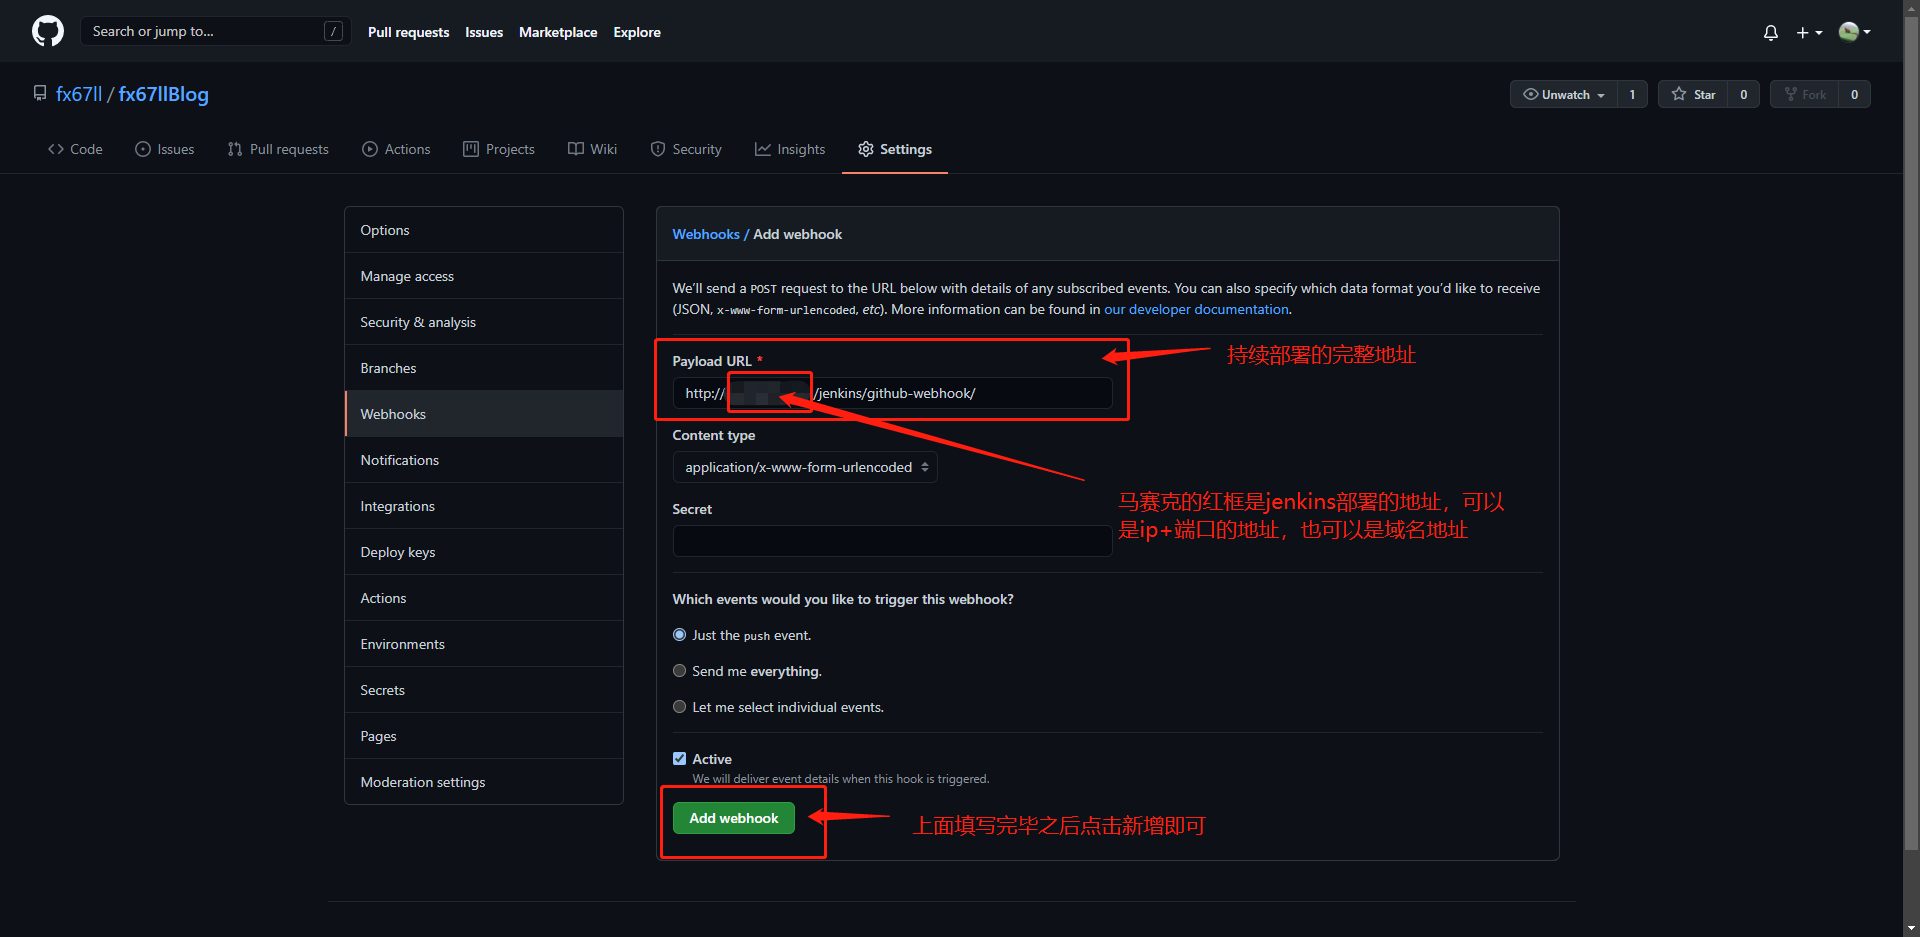 Search or jump to...
/
Pull requests
Issues
Marketplace
Explore
fx67ll / fx67llBlog
Unwatch
1
Star
0
Fork
0
Code
Issues
Pull requests
Actions
Projects
Wiki
Security
Insights
Settings
Options
Manage access
Security & analysis
Branches
Webhooks
Notifications
Integrations
Deploy keys
Actions
Environments
Secrets
Pages
Moderation settings
Webhooks / Add webhook
We'll send a POST request to the URL below with details of any subscribed events. You can also specify which data format you'd like to receive
(JSON, x-www-form-urlencoded, etc). More information can be found in our developer documentation.
Payload URL *
持续部署的完整地址
http://
/jenkins/github-webhook/
Content type
application/x-www-form-urlencoded
马赛克的红框是jenkins部署的地址，可以
是ip+端口的地址，也可以是域名地址
Secret
Which events would you like to trigger this webhook?
Just the push event.
Send me everything.
Let me select individual events.
Active
We will deliver event details when this hook is triggered.
Add webhook
上面填写完毕之后点击新增即可